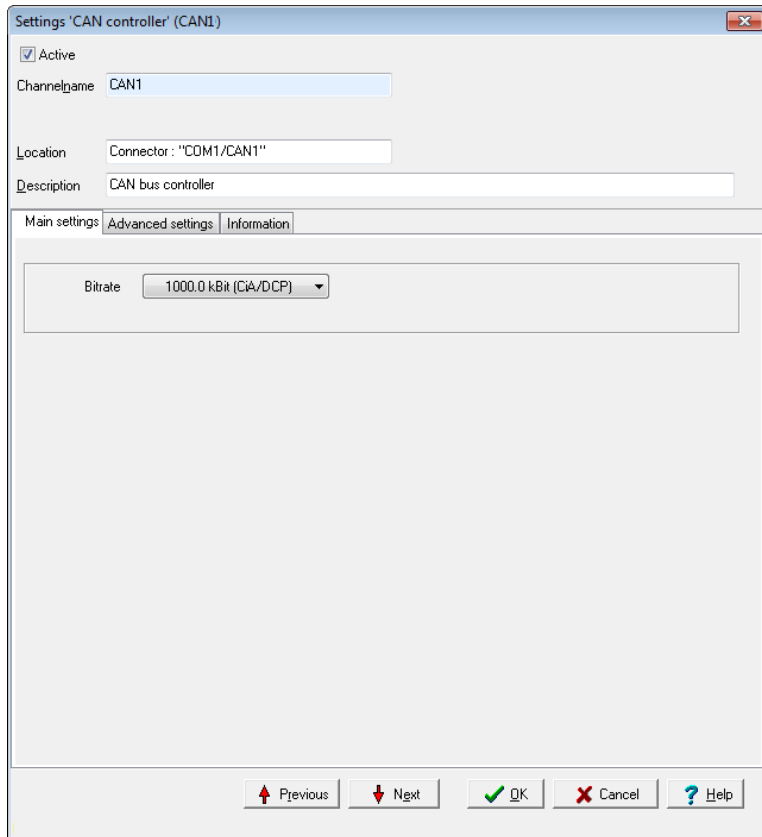 Settings 'CAN controller' (CAN1)
Active
Channelname CAN1
Location Connector : "COM1/CAN1"
Description CAN bus controller
Main settings Advanced settings Information
Bitrate 1000.0 kBit (CiA/DCP)
Previous Next OK Cancel Help